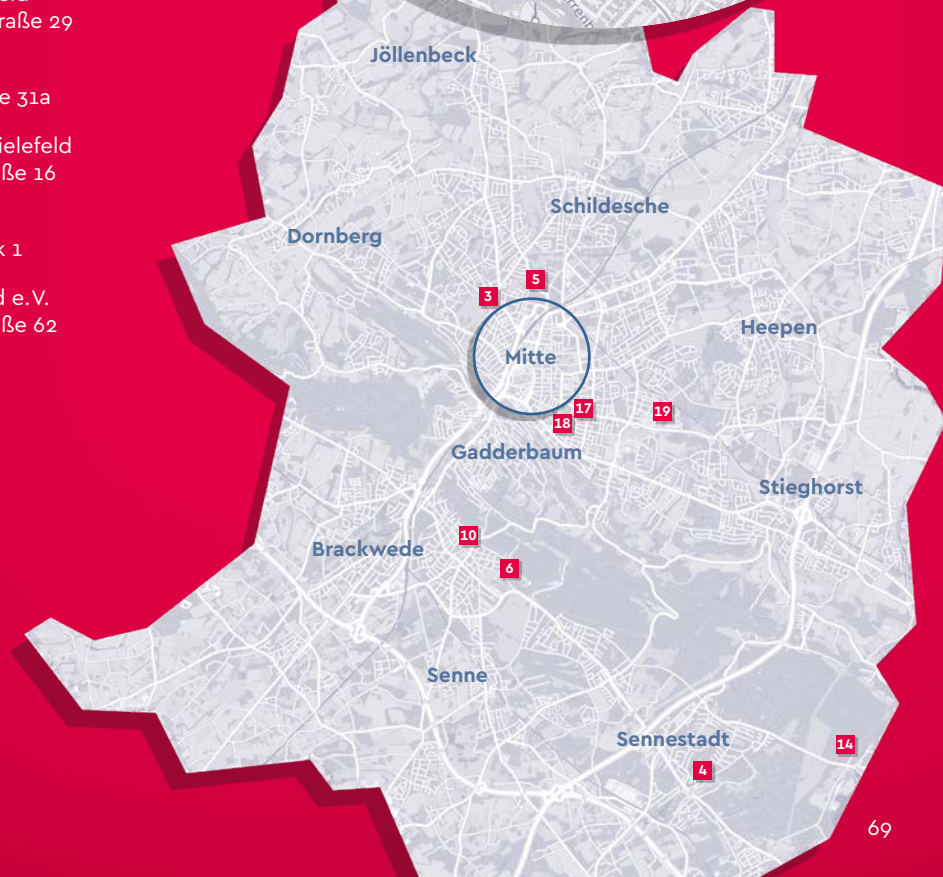 raße 29
e 31a
ielefeld
ße 16
k 1
d e.V.
ße 62
Jöllenbeck
Schildesche
Dornberg
5
3
Heepen
Mitte
17
19
18
Gadderbaum
Stieghorst
10
Brackwede
6
Senne
Sennestadt
14
4
69